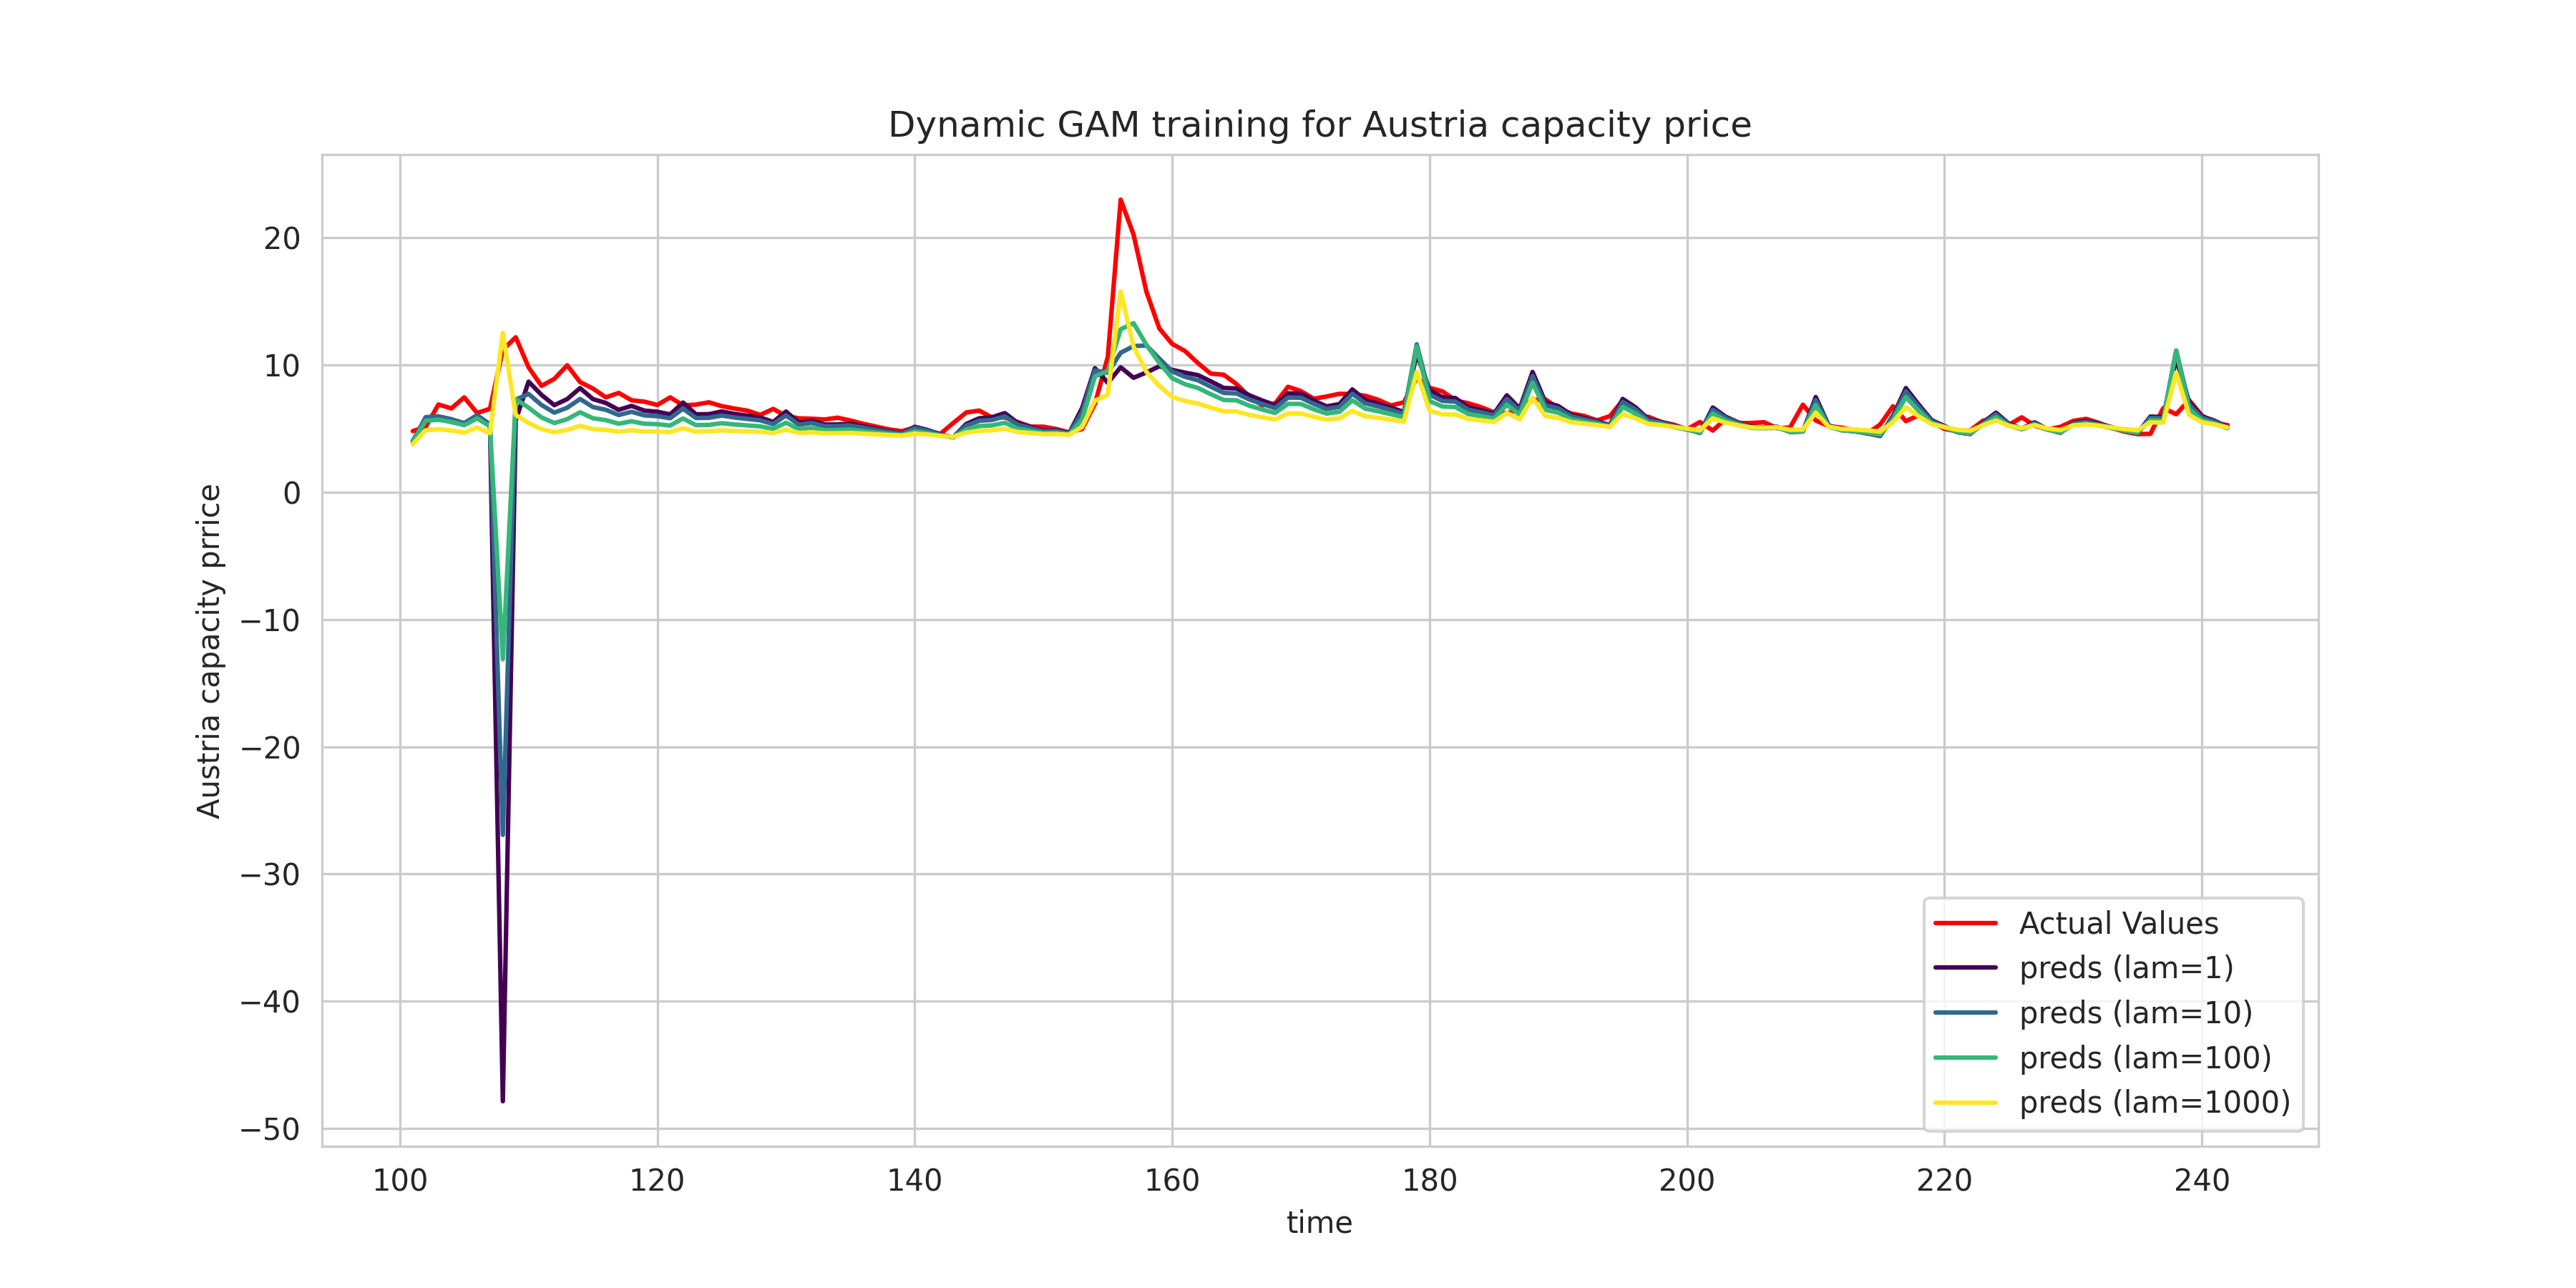 Dynamic GAM training for Austria capacity price
Austria capacity prrice
20
10
0
−10
−20
−30
−40
−50
100 120 140 160 180 200 220 240
time
Actual Values
preds (lam=1)
preds (lam=10)
preds (lam=100)
preds (lam=1000)